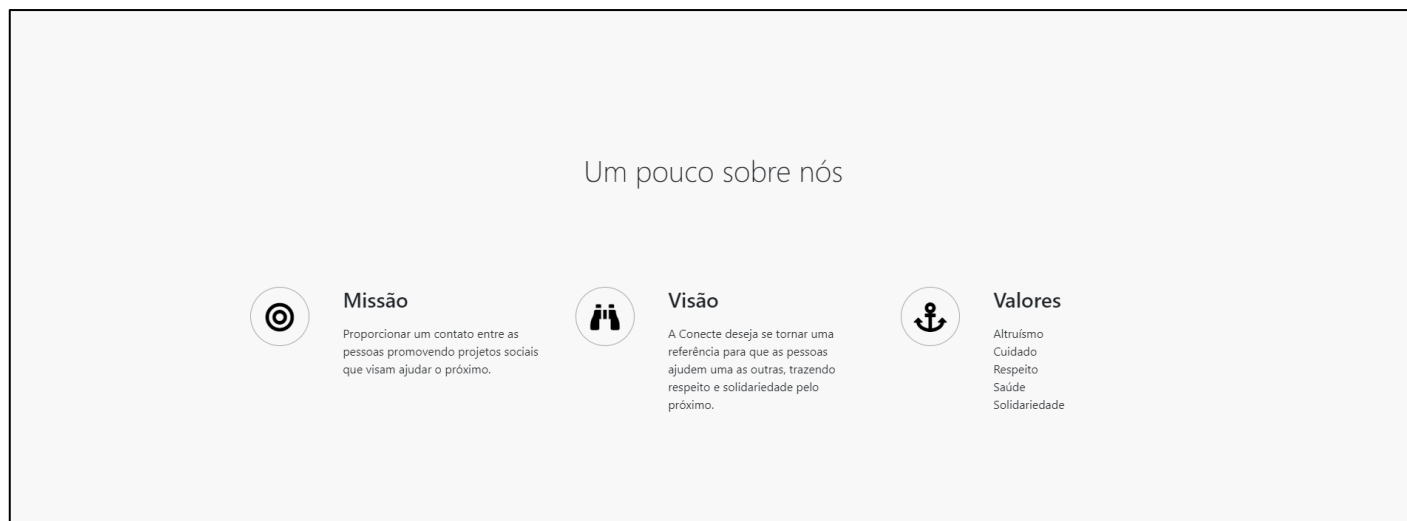 Um pouco sobre nós
Missão
Proporcionar um contato entre as
pessoas promovendo projetos sociais
que visam ajudar o próximo.
Visão
A Conecte deseja se tornar uma
referência para que as pessoas
ajudem uma as outras, trazendo
respeito e solidariedade pelo
próximo.
Valores
Altruísmo
Cuidado
Respeito
Saúde
Solidariedade